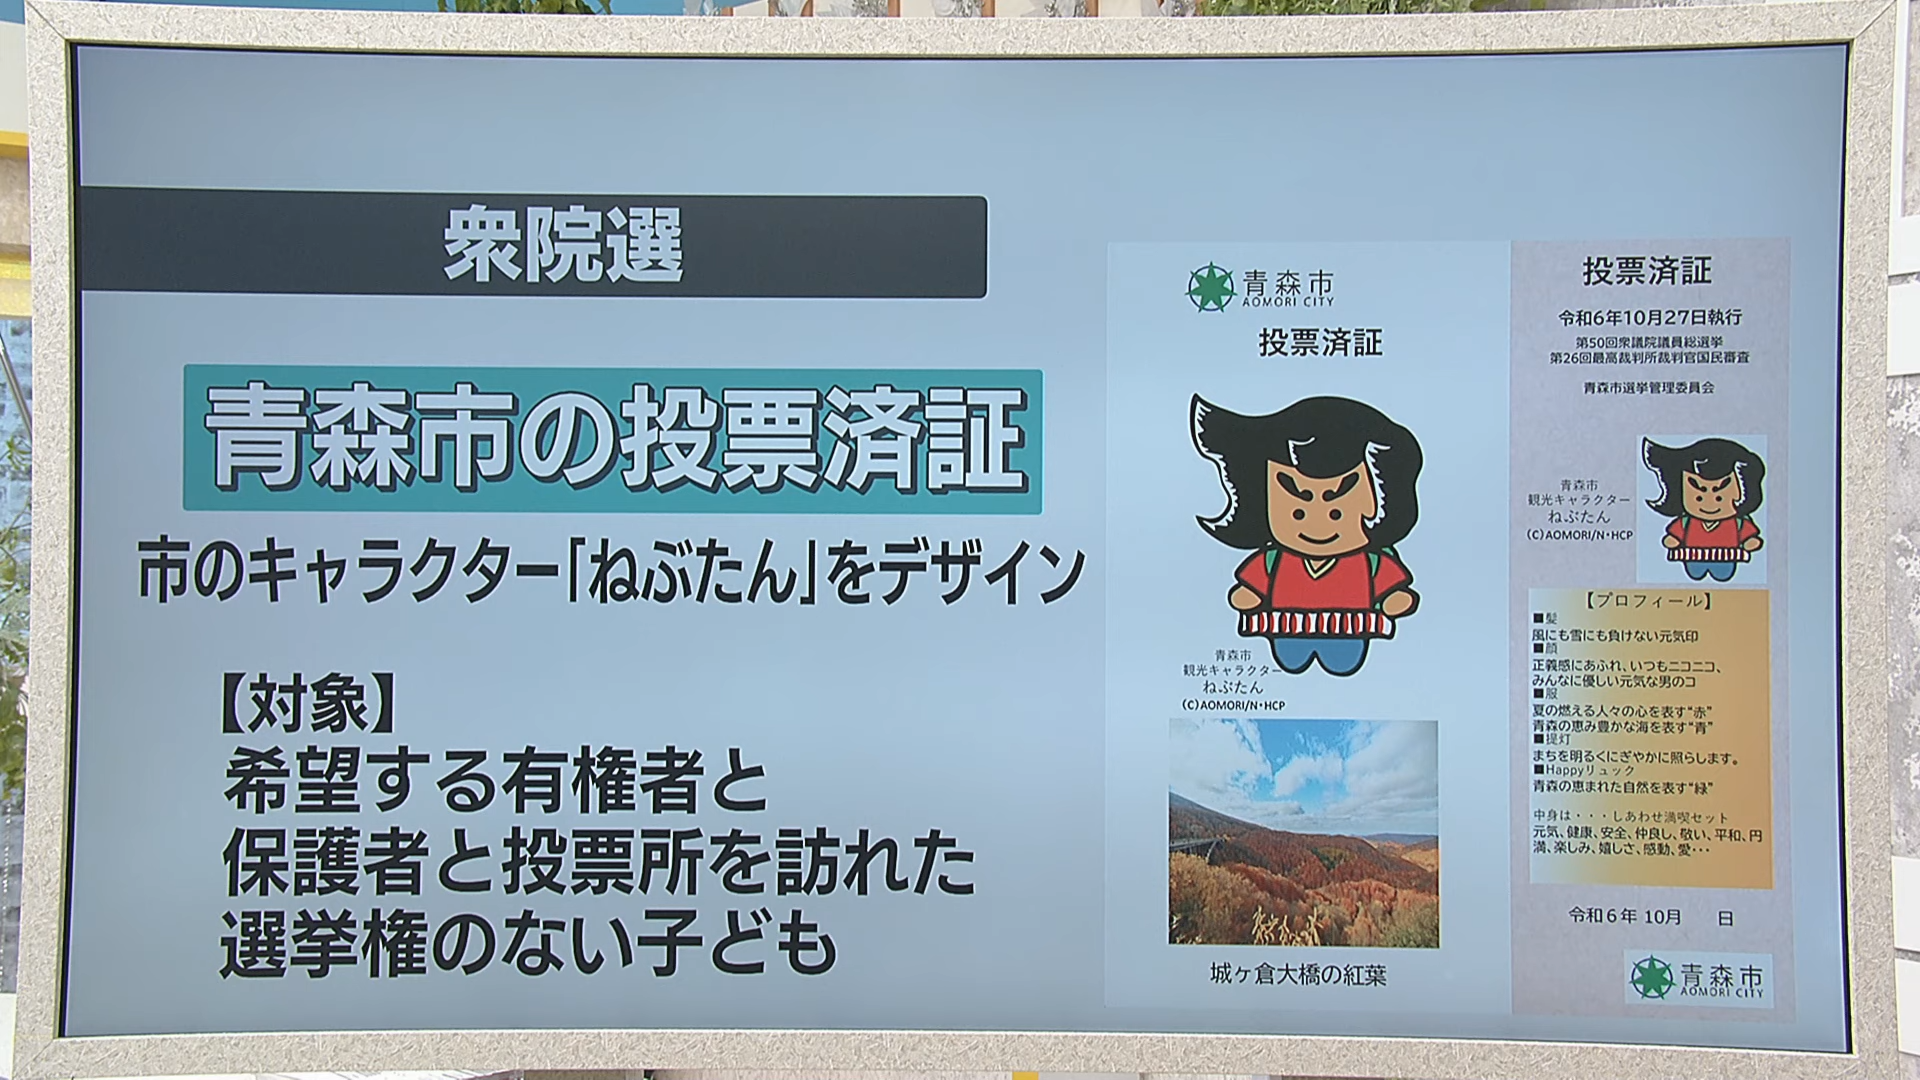 衆院選
青森市の投票済証
市のキャラクター「ねぶたん」をデザイン
【対象】
希望する有権者と
保護者と投票所を訪れた
選挙権のない子ども
青森市
AOMORI CITY
投票済証
青森市
観光キャラクター
ねぶたん
(C)AOMORI/N・HCP
城ヶ倉大橋の紅葉
投票済証
令和6年10月27日執行
第50回衆議院議員総選挙
第26回最高裁判所裁判官国民審査
青森市選挙管理委員会
青森市
観光キャラクター
ねぶたん
(C)AOMORI/N・HCP
【プロフィール】
■髪
風にも雪にも負けない元気印
■顔
正義感にあふれ、いつもニコニコ、
みんなに優しい元気な男のコ
■服
夏の燃える人々の心を表す“赤”
青森の恵み豊かな海を表す“青”
■提灯
まちを明るくにぎやかに照らします。
■Happyリュック
青森の恵まれた自然を表す“緑”
中身は・・・しあわせ満喫セット
元気、健康、安全、仲良し、敬い、平和、円
満、楽しみ、嬉しさ、感動、愛・・・
令和6年 10月 日
青森市
AOMORI CITY